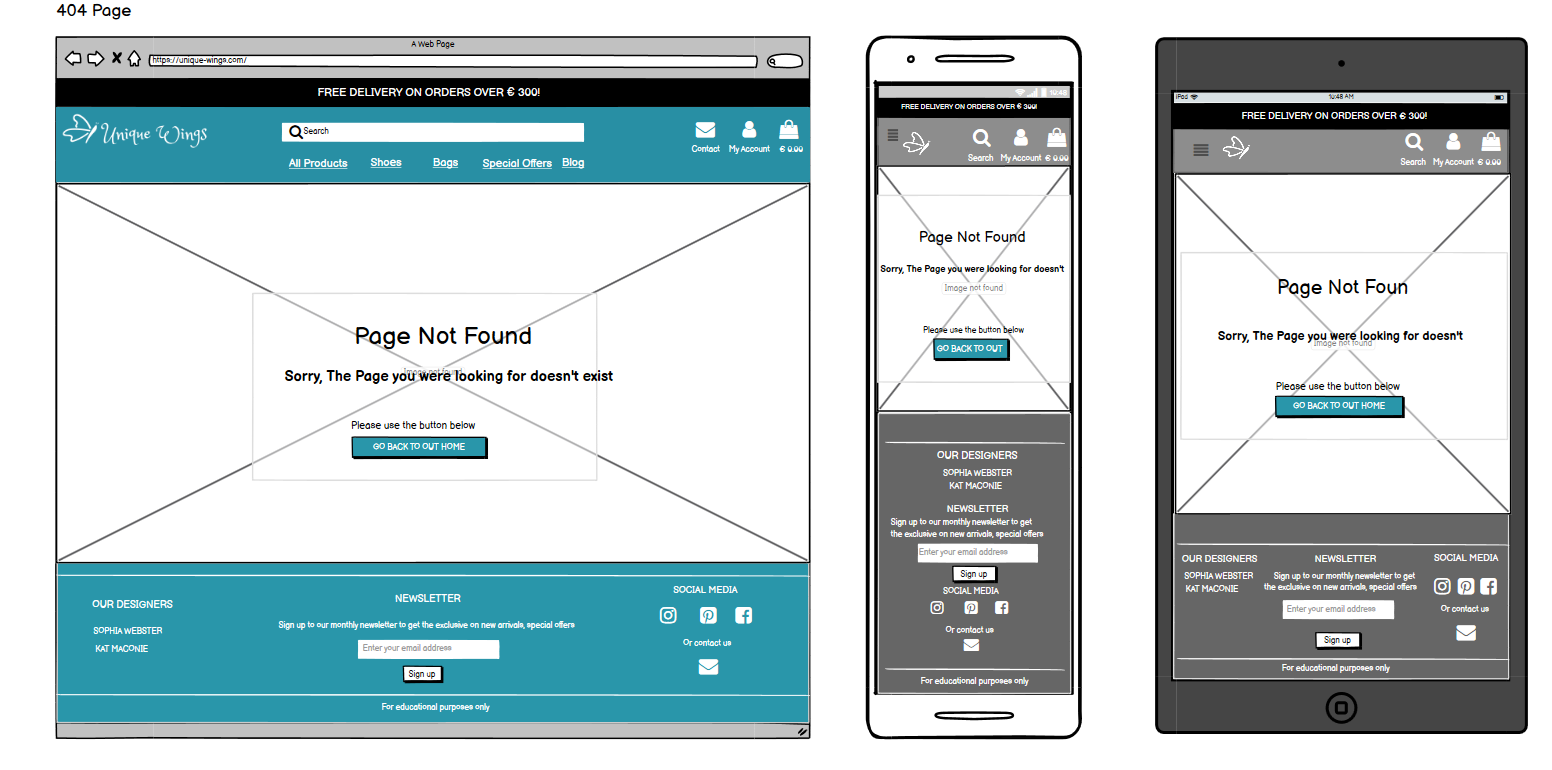 404 Page
A Web Page
https://unique-wings.com/
FREE DELIVERY ON ORDERS OVER € 300!
Unique Wings
Search
Contact
My Account
€ 0.00
All Products
Shoes
Bags
Special Offers
Blog
Page Not Found
Image not found
Sorry, The Page you were looking for doesn't exist
Please use the button below
GO BACK TO OUT HOME
OUR DESIGNERS
SOPHIA WEBSTER
KAT MACONIE
NEWSLETTER
Sign up to our monthly newsletter to get the exclusive on new arrivals, special offers
Enter your email address
Sign up
SOCIAL MEDIA
Or contact us
For educational purposes only
10:48
FREE DELIVERY ON ORDERS OVER € 300!
Search
My Account
€ 0.00
Page Not Found
Sorry, The Page you were looking for doesn't
Image not found
Please use the button below
GO BACK TO OUT
OUR DESIGNERS
SOPHIA WEBSTER
KAT MACONIE
NEWSLETTER
Sign up to our monthly newsletter to get
the exclusive on new arrivals, special offers
Enter your email address
Sign up
SOCIAL MEDIA
Or contact us
For educational purposes only
iPad
10:48 AM
FREE DELIVERY ON ORDERS OVER € 300!
Search
My Account
€ 0.00
Page Not Foun
Sorry, The Page you were looking for doesn't
Image not found
Please use the button below
GO BACK TO OUT HOME
OUR DESIGNERS
SOPHIA WEBSTER
KAT MACONIE
NEWSLETTER
Sign up to our monthly newsletter to get
the exclusive on new arrivals, special offers
Enter your email address
Sign up
SOCIAL MEDIA
Or contact us
For educational purposes only